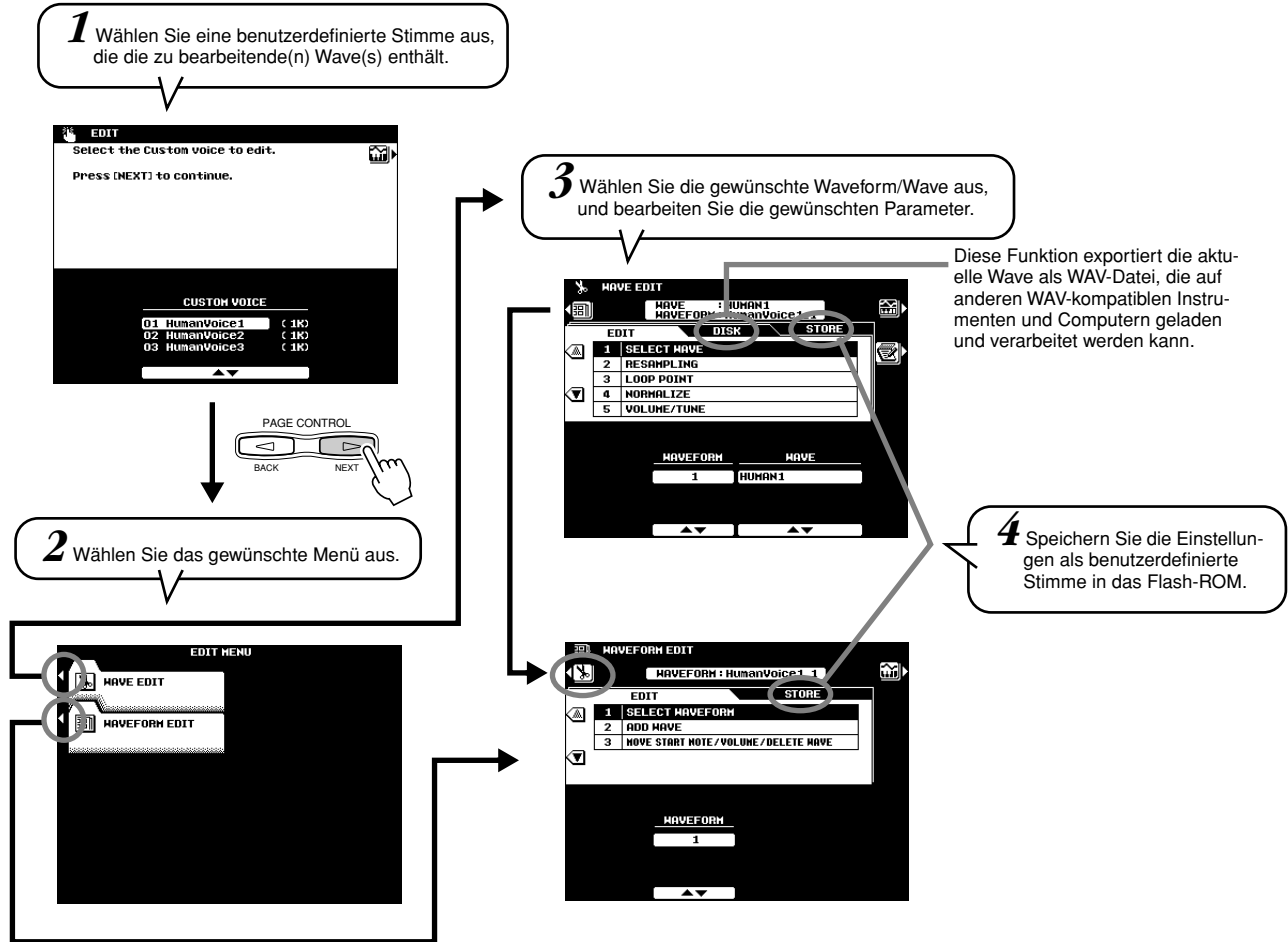 1 Wählen Sie eine benutzerdefinierte Stimme aus,
die die zu bearbeitende(n) Wave(s) enthält.
EDIT
Select the Custom voice to edit.
Press [NEXT] to continue.
CUSTOM VOICE
01 HumanVoice1 ( 1K)
02 HumanVoice2 ( 1K)
03 HumanVoice3 ( 1K)
PAGE CONTROL
BACK NEXT
2 Wählen Sie das gewünschte Menü aus.
EDIT MENU
WAVE EDIT
WAVEFORM EDIT
3 Wählen Sie die gewünschte Waveform/Wave aus,
und bearbeiten Sie die gewünschten Parameter.
Diese Funktion exportiert die aktu-
elle Wave als WAV-Datei, die auf
anderen WAV-kompatiblen Instru-
menten und Computern geladen
und verarbeitet werden kann.
WAVE EDIT
WAVE :HUMAN1
WAVEFORM:HumanVoice1 1
EDIT DISK STORE
1 SELECT WAVE
2 RESAMPLING
3 LOOP POINT
4 NORMALIZE
5 VOLUME/TUNE
WAVEFORM WAVE
1 HUMAN1
4 Speichern Sie die Einstellun-
gen als benutzerdefinierte
Stimme in das Flash-ROM.
WAVEFORM EDIT
WAVEFORM:HumanVoice1 1
EDIT STORE
1 SELECT WAVEFORM
2 ADD WAVE
3 MOVE START NOTE/VOLUME/DELETE WAVE
WAVEFORM
1